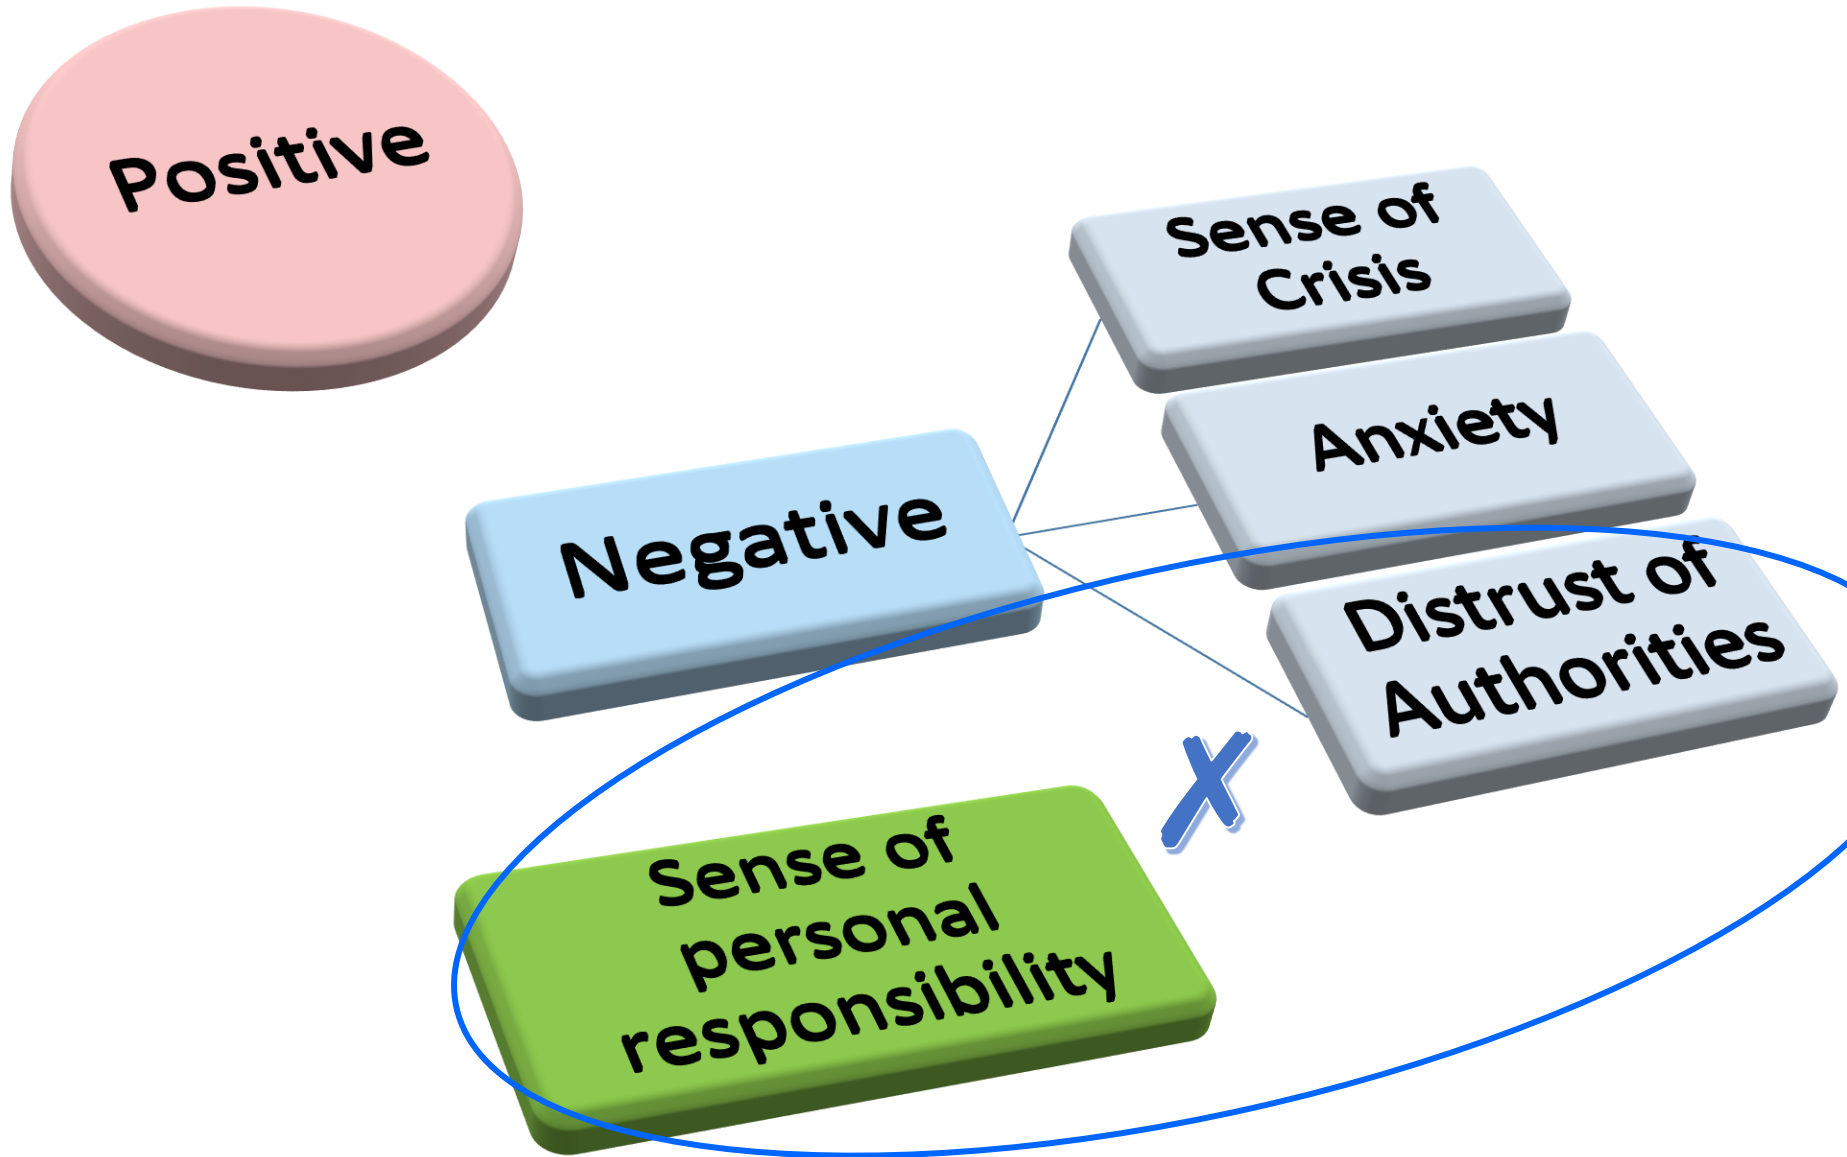 Positive
Sense of
Crisis
Anxiety
Negative
Distrust of
Authorities
Sense of
personal
responsibility